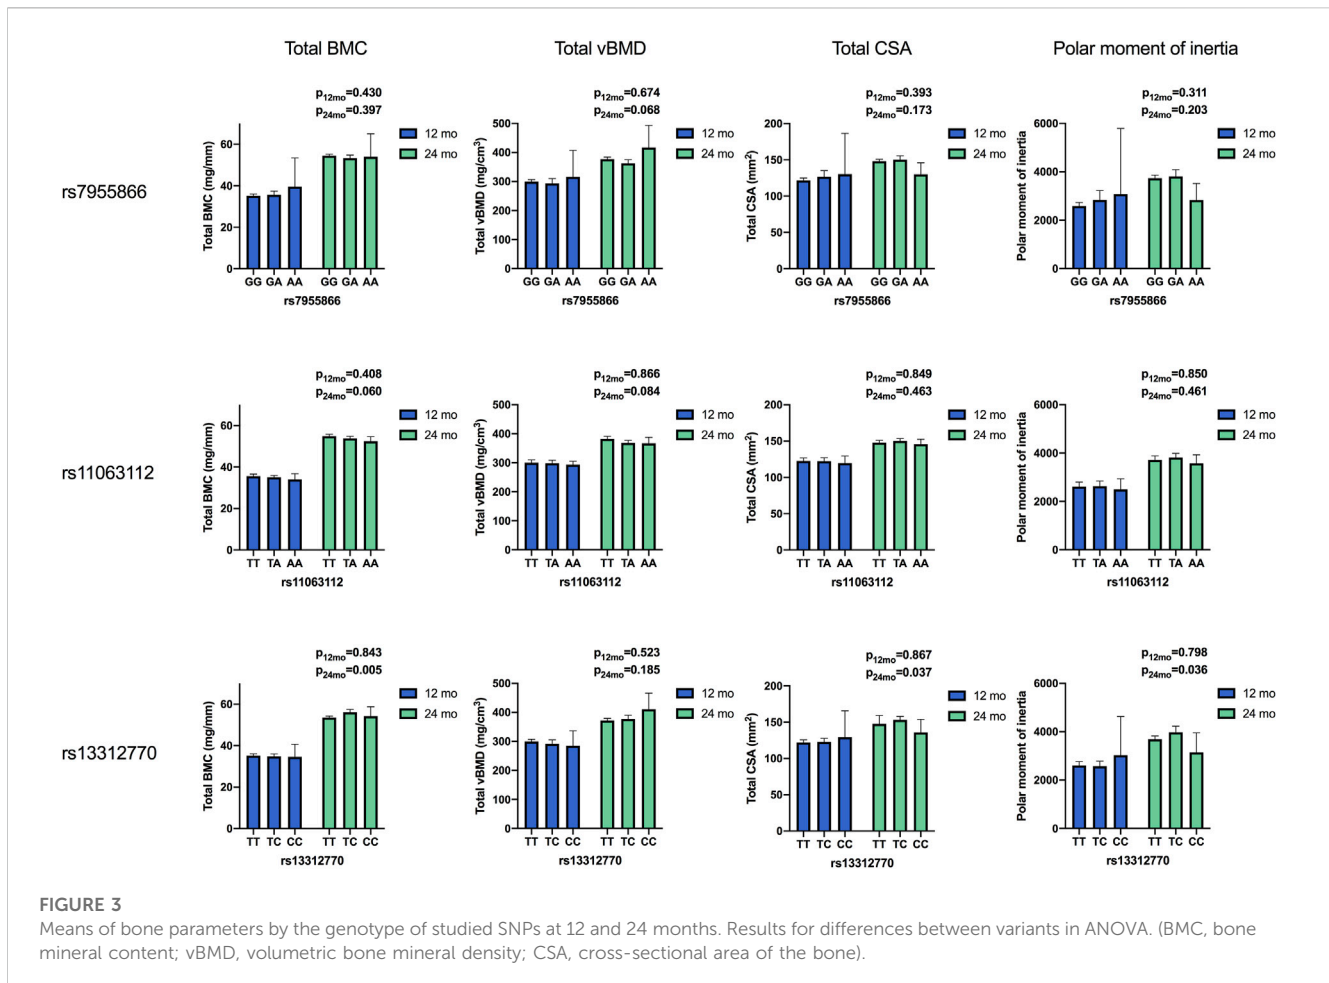 Total BMC
Total vBMD
Total CSA
Polar moment of inertia
rs7955866
p12mo=0.430
p24mo=0.397
12 mo
24 mo
Total BMC (mg/mm)
60
40
20
0
GG GA AA GG GA AA
rs7955866
p12mo=0.674
p24mo=0.068
12 mo
24 mo
Total vBMD (mg/cm³)
500
400
300
200
100
0
GG GA AA GG GA AA
rs7955866
p12mo=0.393
p24mo=0.173
12 mo
24 mo
Total CSA (mm²)
200
150
100
50
0
GG GA AA GG GA AA
rs7955866
p12mo=0.311
p24mo=0.203
12 mo
24 mo
Polar moment of inertia
6000
4000
2000
0
GG GA AA GG GA AA
rs7955866
rs11063112
p12mo=0.408
p24mo=0.060
12 mo
24 mo
Total BMC (mg/mm)
60
40
20
0
TT TA AA TT TA AA
rs11063112
p12mo=0.866
p24mo=0.084
12 mo
24 mo
Total vBMD (mg/cm³)
500
400
300
200
100
0
TT TA AA TT TA AA
rs11063112
p12mo=0.849
p24mo=0.463
12 mo
24 mo
Total CSA (mm²)
200
150
100
50
0
TT TA AA TT TA AA
rs11063112
p12mo=0.850
p24mo=0.461
12 mo
24 mo
Polar moment of inertia
6000
4000
2000
0
TT TA AA TT TA AA
rs11063112
rs13312770
p12mo=0.843
p24mo=0.005
12 mo
24 mo
Total BMC (mg/mm)
60
40
20
0
TT TC CC TT TC CC
rs13312770
p12mo=0.523
p24mo=0.185
12 mo
24 mo
Total vBMD (mg/cm³)
500
400
300
200
100
0
TT TC CC TT TC CC
rs13312770
p12mo=0.867
p24mo=0.037
12 mo
24 mo
Total CSA (mm²)
200
150
100
50
0
TT TC CC TT TC CC
rs13312770
p12mo=0.798
p24mo=0.036
12 mo
24 mo
Polar moment of inertia
6000
4000
2000
0
TT TC CC TT TC CC
rs13312770
FIGURE 3
Means of bone parameters by the genotype of studied SNPs at 12 and 24 months. Results for differences between variants in ANOVA. (BMC, bone
mineral content; vBMD, volumetric bone mineral density; CSA, cross-sectional area of the bone).